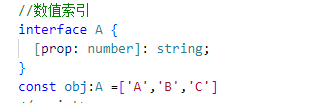 //数值索引
interface A {
[prop: number]: string;
}
const obj:A =['A','B','C']